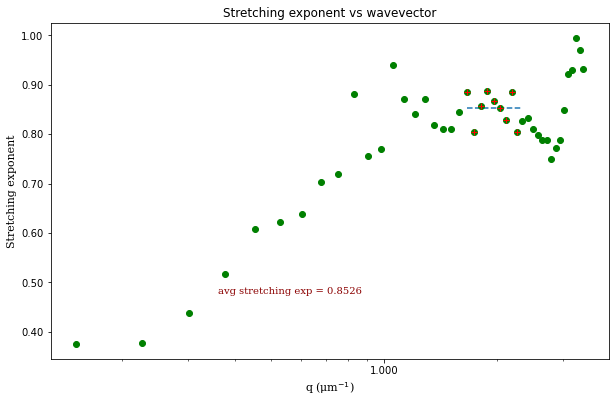 Stretching exponent vs wavevector
Stretching exponent
1.00
0.90
0.80
0.70
0.60
0.50
0.40
avg stretching exp = 0.8526
1.000
q (μm⁻¹)